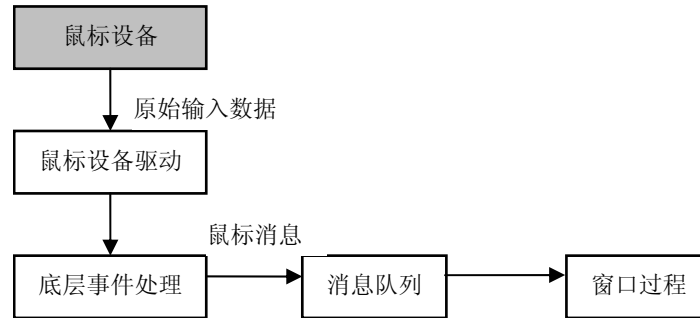 鼠标设备
原始输入数据
鼠标设备驱动
鼠标消息
底层事件处理
消息队列
窗口过程